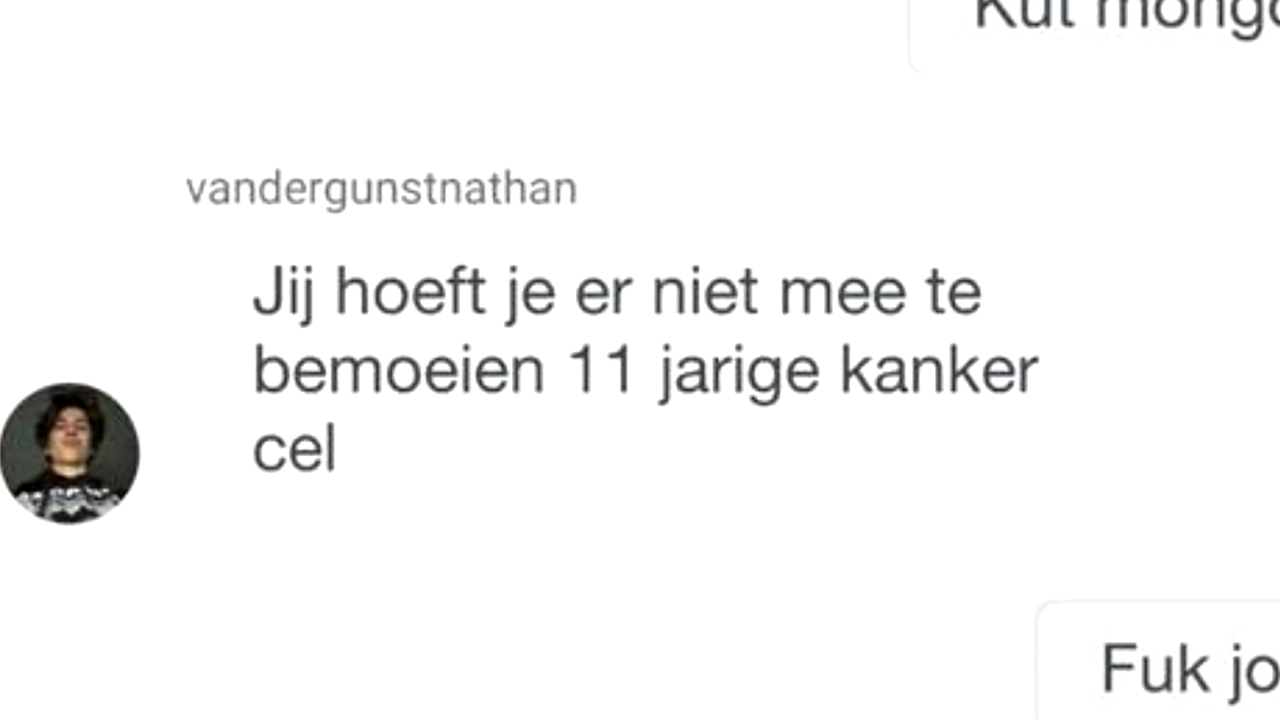 Kut
vandergunstnathan
Jij hoeft je er niet mee te
bemoeien 11 jarige kanker
cel
Fuk